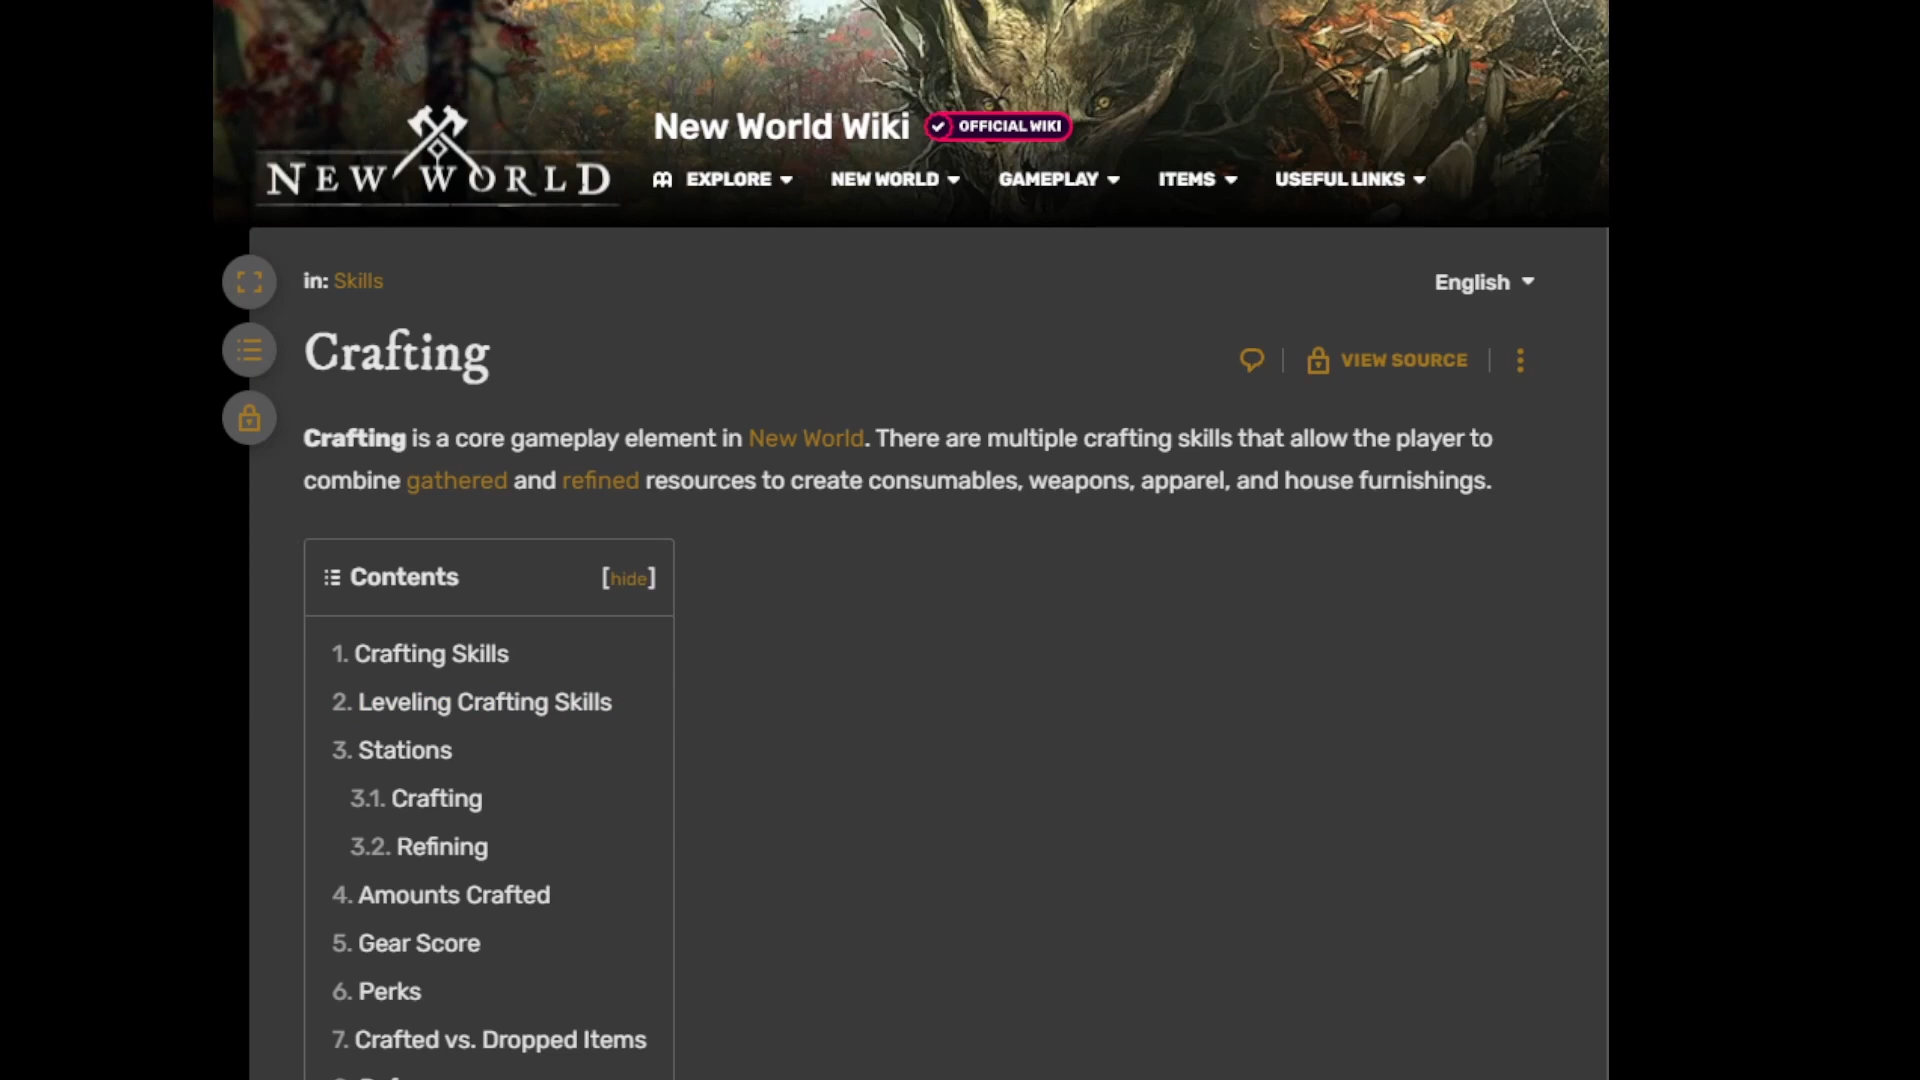 New World Wiki
OFFICIAL WIKI
NEW WORLD
EXPLORE NEW WORLD GAMEPLAY ITEMS USEFUL LINKS
in: Skills
English
Crafting
VIEW SOURCE
Crafting is a core gameplay element in New World. There are multiple crafting skills that allow the player to
combine gathered and refined resources to create consumables, weapons, apparel, and house furnishings.
Contents [hide]
1. Crafting Skills
2. Leveling Crafting Skills
3. Stations
3.1. Crafting
3.2. Refining
4. Amounts Crafted
5. Gear Score
6. Perks
7. Crafted vs. Dropped Items